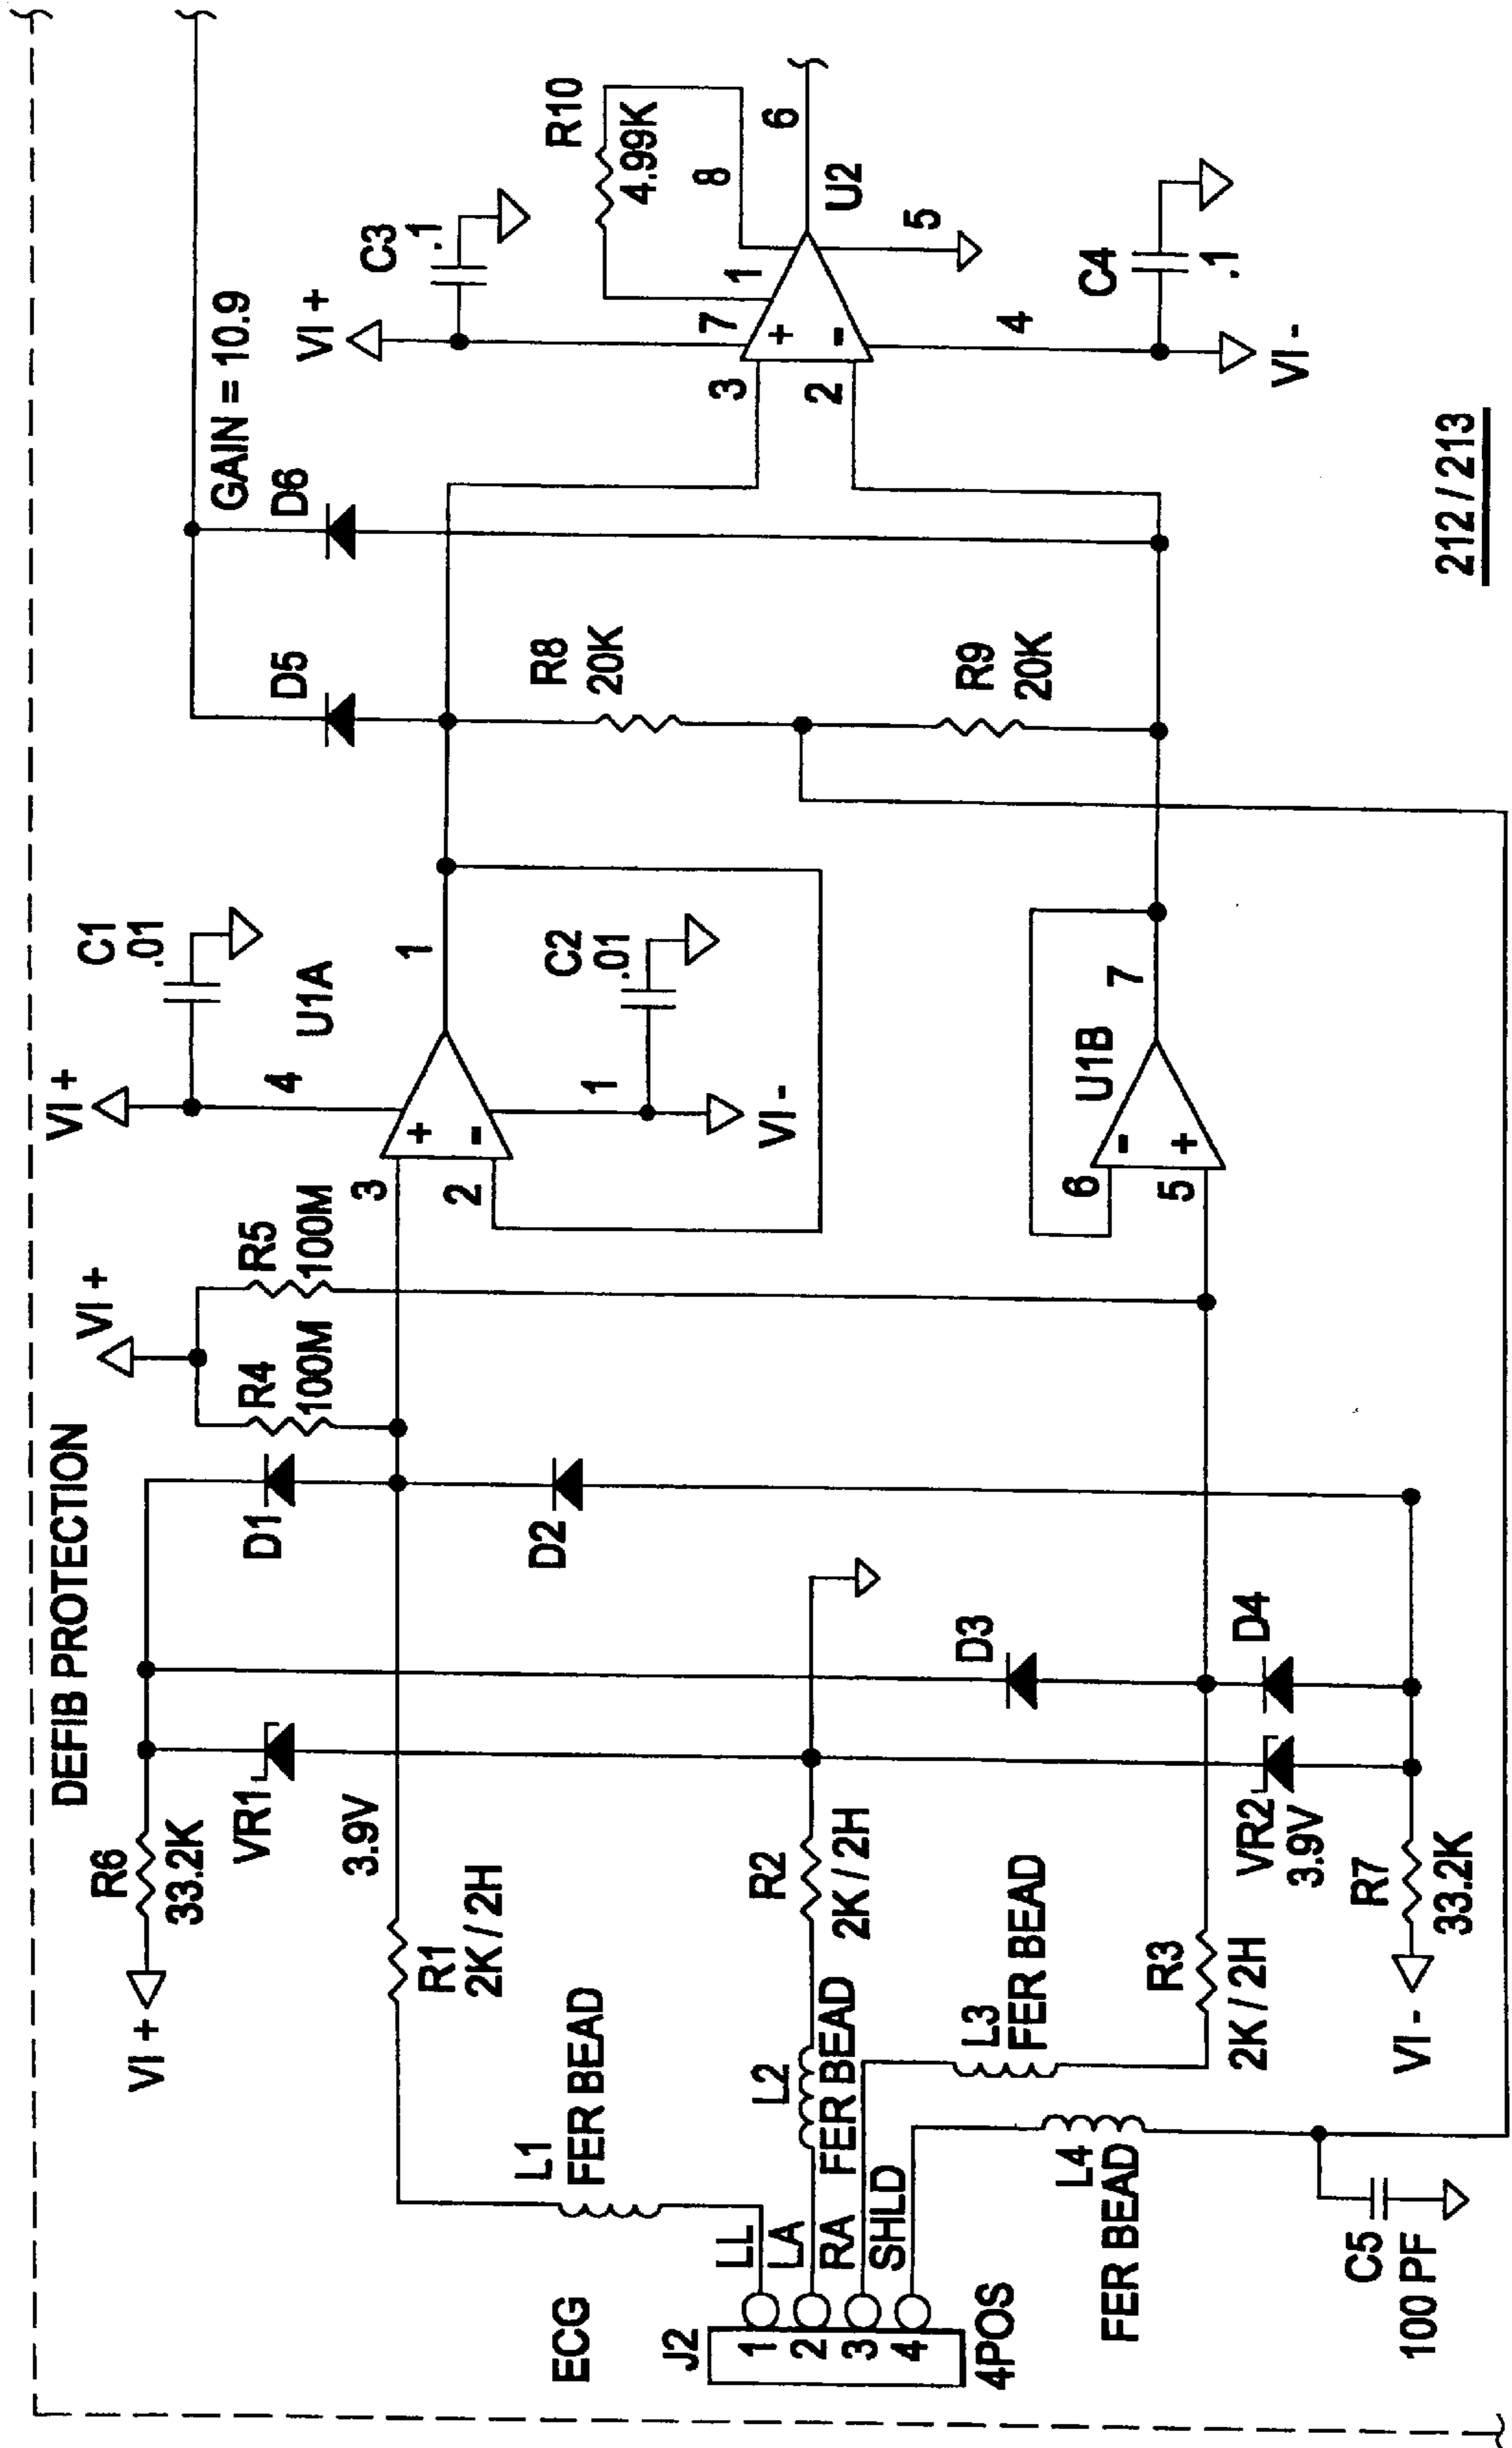 DEFIB PROTECTION
VI +
R6
33.2K
VR1
3.9V
D1
R4
100M
VI +
R5
100M
VI +
4
C1
.01
U1A
3
2
+
-
1
1
C2
.01
VI -
D2
D5
D6
GAIN = 10.9
VI +
C3
.1
R10
4.99K
7
1
8
3
2
+
-
6
U2
5
4
C4
.1
VI -
R8
20K
R9
20K
U1B
6
5
-
+
7
R1
2K / 2H
L1
FER BEAD
R2
2K / 2H
L2
FER BEAD
L3
FER BEAD
R3
2K / 2H
D3
D4
VR2
3.9V
R7
33.2K
VI -
ECG
J2
1
2
3
4
4POS
LL
LA
RA
SHLD
L4
FER BEAD
C5
100 PF
212 / 213